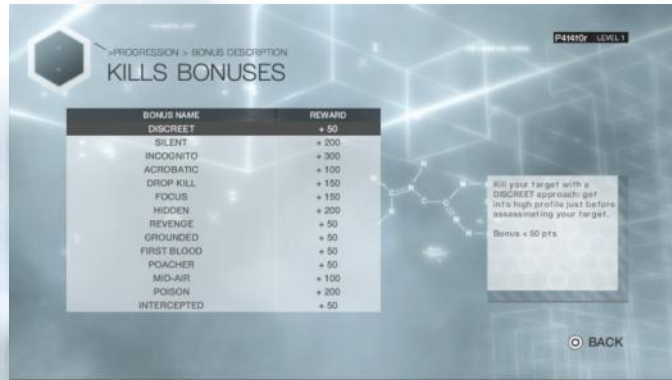 >PROGRESSION > BONUS DESCRIPTION
KILLS BONUSES
P41410r LEVEL 1
BONUS NAME REWARD
DISCREET + 50
SILENT + 200
INCOGNITO + 300
ACROBATIC + 100
DROP KILL + 150
FOCUS + 150
HIDDEN + 200
REVENGE + 50
GROUNDED + 50
FIRST BLOOD + 50
POACHER + 50
MID-AIR + 100
POISON + 200
INTERCEPTED + 50
Kill your target with a
DISCREET approach: get
into high profile just before
assassinating your target.
Bonus + 50 pts
BACK